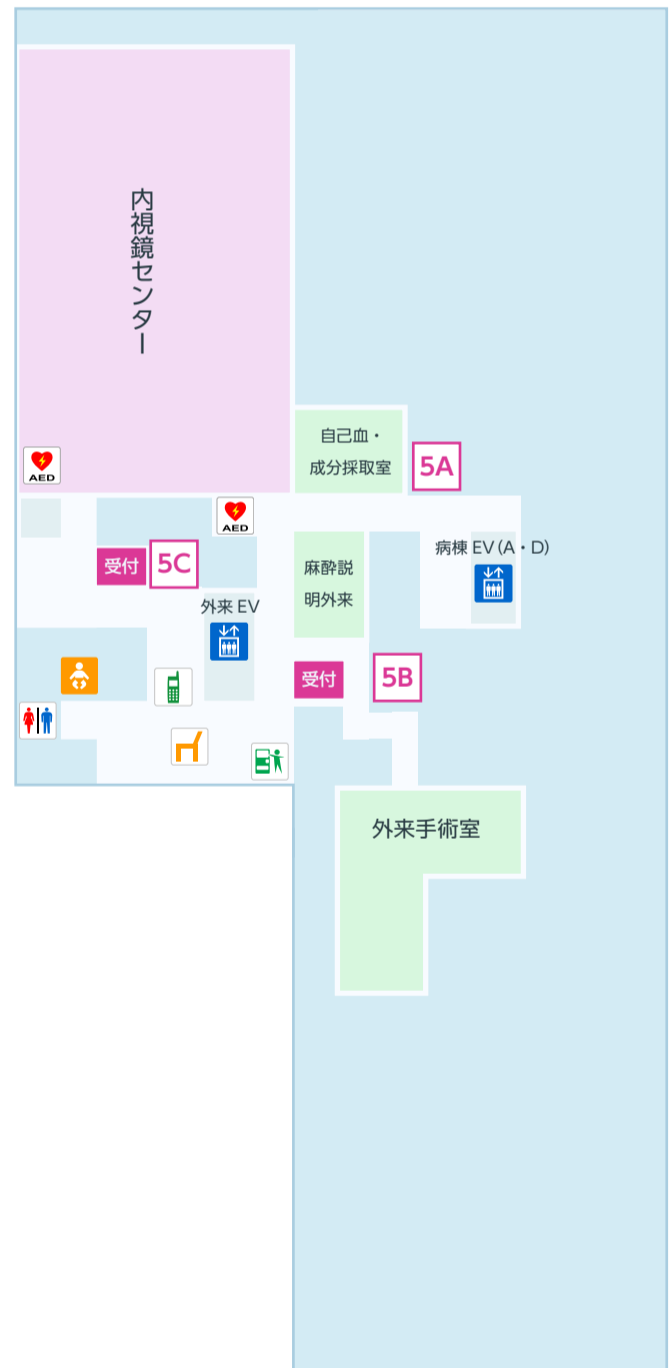 内視鏡センター
自己血・
成分採取室
5A
AED
AED
病棟 EV(A・D)
受付
5C
麻酔説
明外来
外来 EV
受付
5B
外来手術室